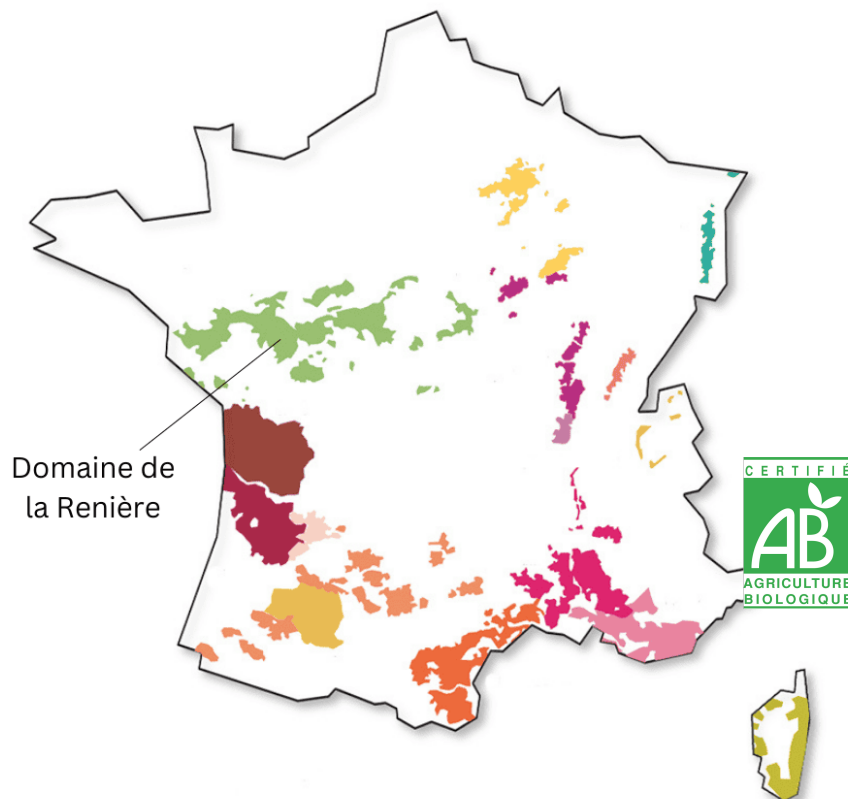 Domaine de
la Renière
CERTIFIÉ
AB
AGRICULTURE
BIOLOGIQUE